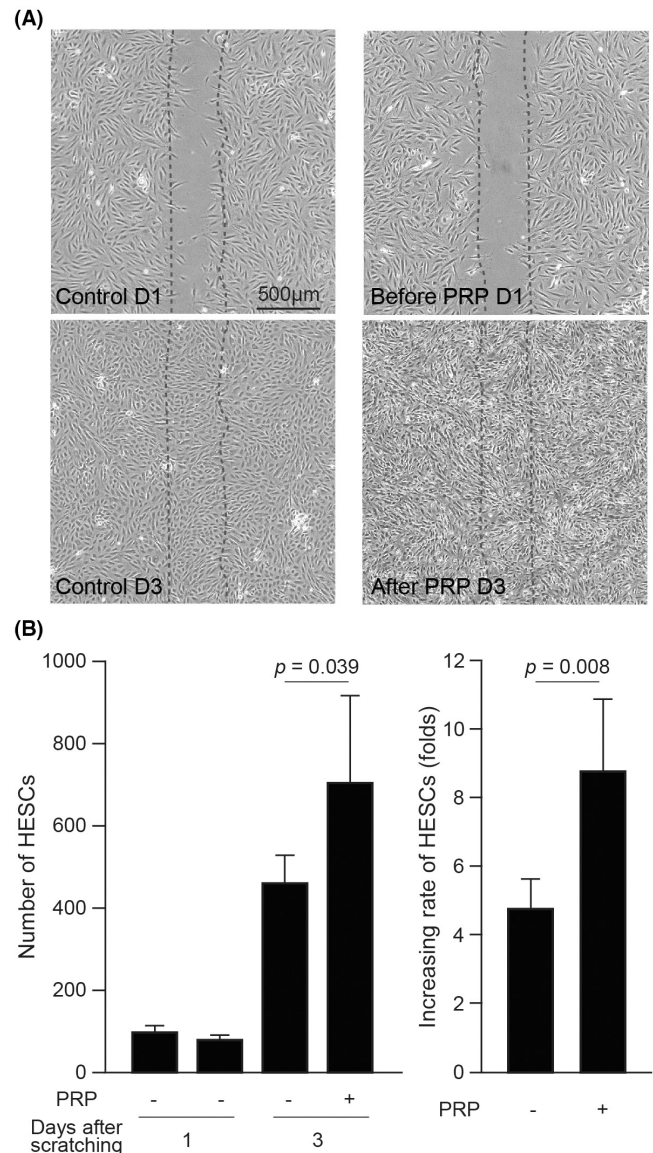 (A)
Control D1
500μm
Before PRP D1
Control D3
After PRP D3
(B)
1000
800
600
400
200
0
Number of HESCs
p = 0.039
PRP - - - +
Days after
scratching
1 3
12
10
8
6
4
2
0
Increasing rate of HESCs (folds)
p = 0.008
PRP - +